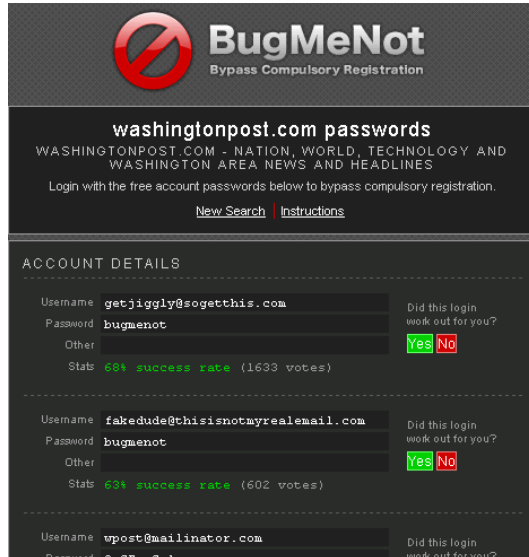 BugMeNot
Bypass Compulsory Registration
washingtonpost.com passwords
WASHINGTONPOST.COM - NATION, WORLD, TECHNOLOGY AND
WASHINGTON AREA NEWS AND HEADLINES
Login with the free account passwords below to bypass compulsory registration.
New Search | Instructions
ACCOUNT DETAILS
Username getjiggly@sogetthis.com
Password bugmenot
Other
Stats 68% success rate (1633 votes)
Did this login
work out for you?
Yes No
Username fakedude@thisisnotmyrealemail.com
Password bugmenot
Other
Stats 63% success rate (602 votes)
Did this login
work out for you?
Yes No
Username wpost@mailinator.com
Password
Did this login
work out for you?